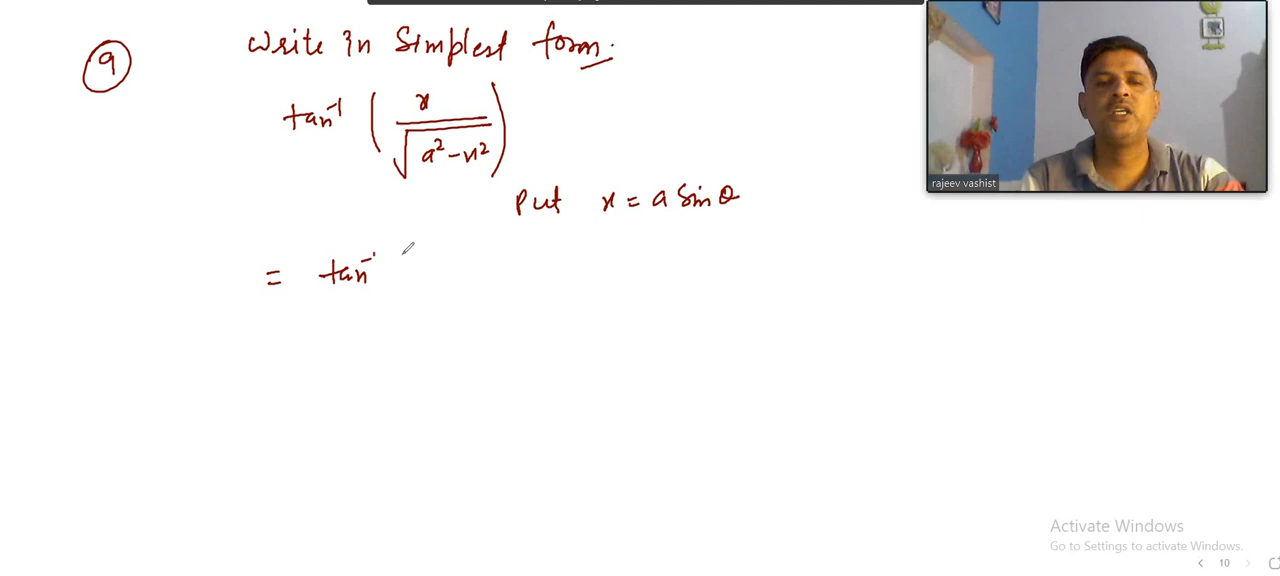 9
Write in Simplest form.
tan⁻¹ ( x / √(a² - x²) )
Put x = a sin θ
= tan⁻¹
rajeev vashist
Activate Windows
Go to Settings to activate Windows.
10